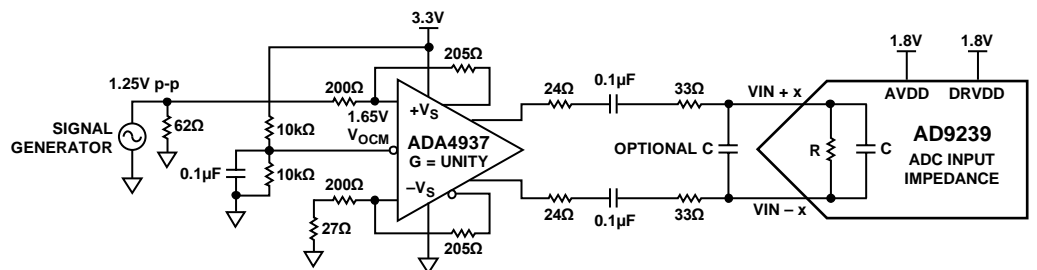 3.3V
205Ω
1.25V p-p
200Ω
1.65V
VOCM
+VS
ADA4937
G = UNITY
–VS
SIGNAL
GENERATOR
62Ω
10kΩ
0.1µF
10kΩ
200Ω
27Ω
205Ω
24Ω
0.1µF
33Ω
24Ω
0.1µF
33Ω
OPTIONAL C
VIN + x
VIN – x
R
C
1.8V
1.8V
AVDD
DRVDD
AD9239
ADC INPUT
IMPEDANCE